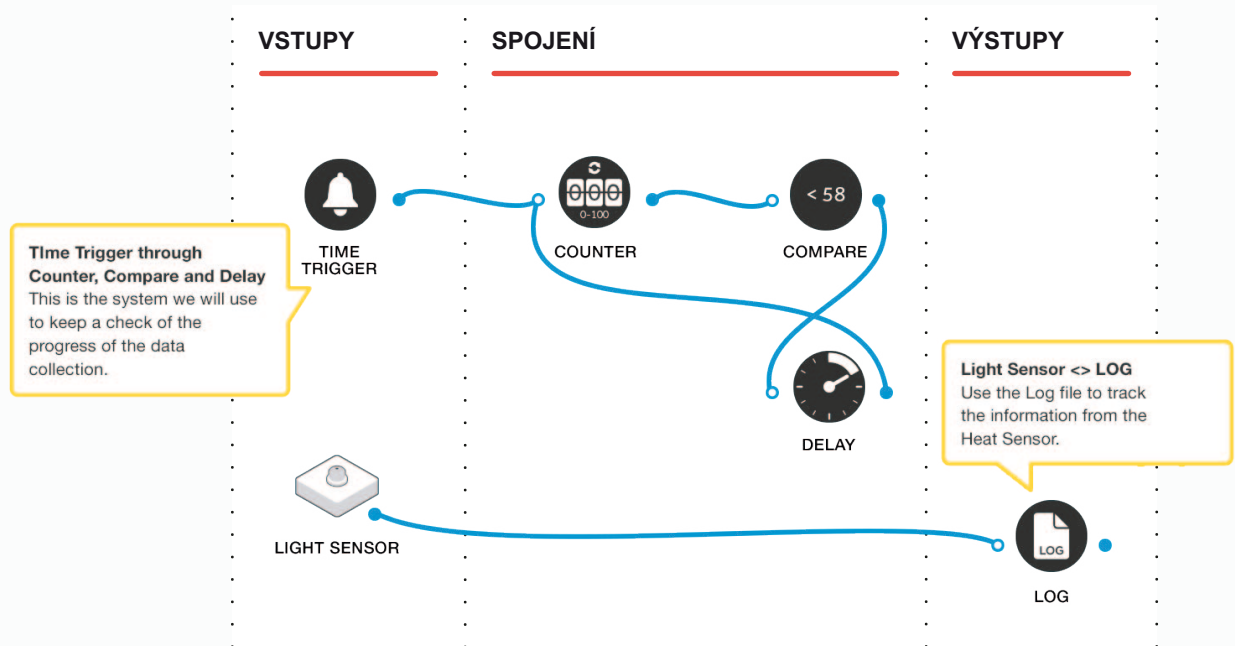 VSTUPY
SPOJENÍ
VÝSTUPY
000
0-100
< 58
TIME
TRIGGER
COUNTER
COMPARE
TIme Trigger through
Counter, Compare and Delay
This is the system we will use
to keep a check of the
progress of the data
collection.
DELAY
Light Sensor <> LOG
Use the Log file to track
the information from the
Heat Sensor.
LIGHT SENSOR
LOG
LOG